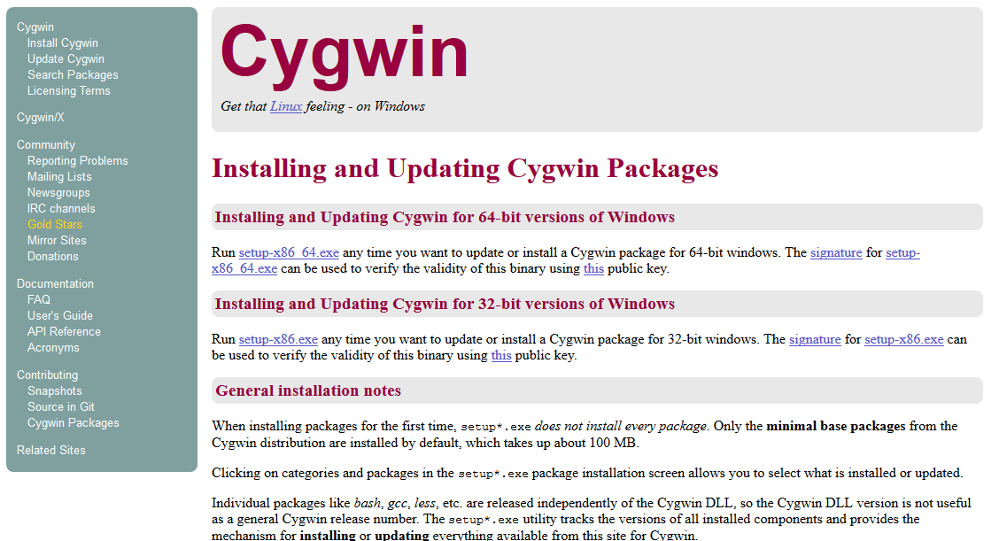 Cygwin
Install Cygwin
Update Cygwin
Search Packages
Licensing Terms
Cygwin/X
Community
Reporting Problems
Mailing Lists
Newsgroups
IRC channels
Gold Stars
Mirror Sites
Donations
Documentation
FAQ
User's Guide
API Reference
Acronyms
Contributing
Snapshots
Source in Git
Cygwin Packages
Related Sites
Cygwin
Get that Linux feeling - on Windows
Installing and Updating Cygwin Packages
Installing and Updating Cygwin for 64-bit versions of Windows
Run setup-x86_64.exe any time you want to update or install a Cygwin package for 64-bit windows. The signature for setup-
x86_64.exe can be used to verify the validity of this binary using this public key.
Installing and Updating Cygwin for 32-bit versions of Windows
Run setup-x86.exe any time you want to update or install a Cygwin package for 32-bit windows. The signature for setup-x86.exe can
be used to verify the validity of this binary using this public key.
General installation notes
When installing packages for the first time, setup*.exe does not install every package. Only the minimal base packages from the
Cygwin distribution are installed by default, which takes up about 100 MB.
Clicking on categories and packages in the setup*.exe package installation screen allows you to select what is installed or updated.
Individual packages like bash, gcc, less, etc. are released independently of the Cygwin DLL, so the Cygwin DLL version is not useful
as a general Cygwin release number. The setup*.exe utility tracks the versions of all installed components and provides the
mechanism for installing or updating everything available from this site for Cygwin.